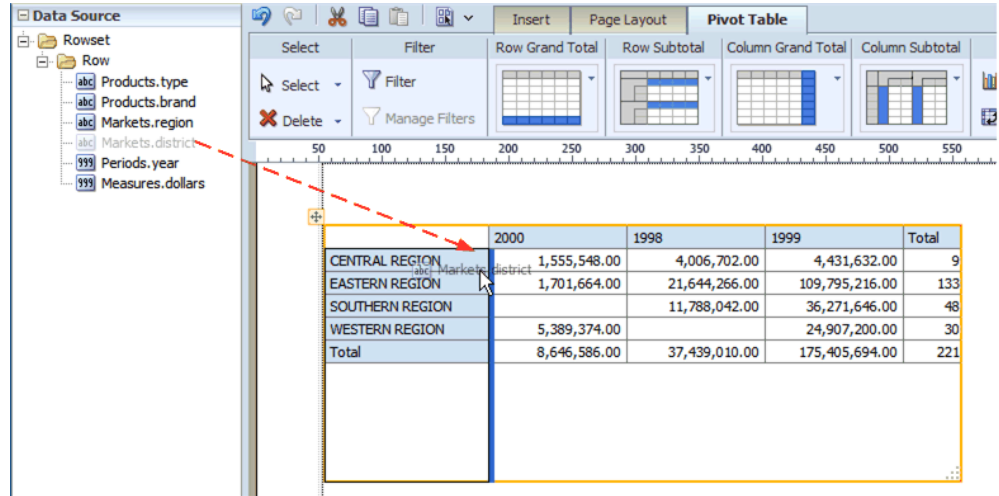 Data Source
Rowset
Row
abc Products.type
abc Products.brand
abc Markets.region
abc Markets.district
999 Periods.year
999 Measures.dollars
Insert Page Layout Pivot Table
Select Filter Row Grand Total Row Subtotal Column Grand Total Column Subtotal
Select Filter
Delete Manage Filters
50 100 150 200 250 300 350 400 450 500 550
2000 1998 1999 Total
CENTRAL REGION 1,555,548.00 4,006,702.00 4,431,632.00 9
abc Markets.district
EASTERN REGION 1,701,664.00 21,644,266.00 109,795,216.00 133
SOUTHERN REGION 11,788,042.00 36,271,646.00 48
WESTERN REGION 5,389,374.00 24,907,200.00 30
Total 8,646,586.00 37,439,010.00 175,405,694.00 221